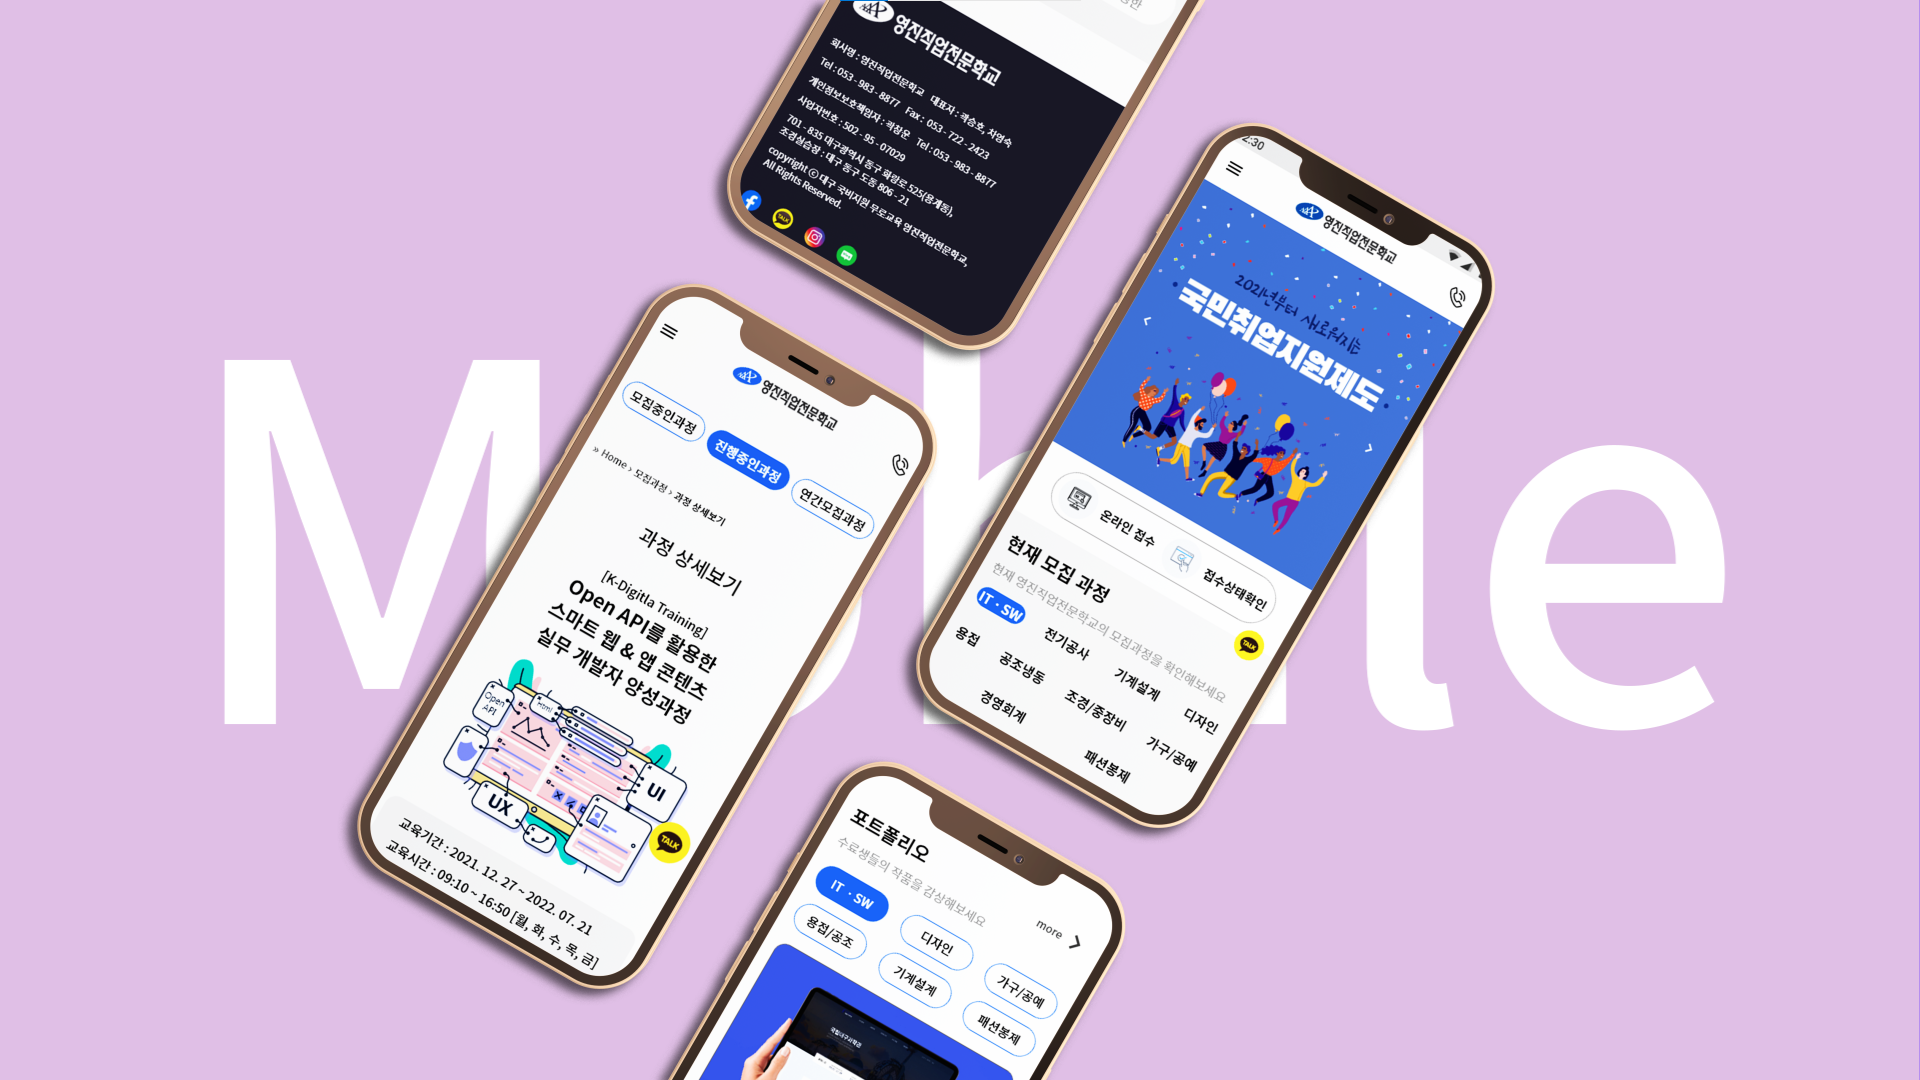 Mobile
영진직업전문학교
회사명 : 영진직업전문학교 대표자 : 곽승호, 차영숙
Tel : 053 - 983 - 8877 Fax : 053 - 722 - 2423
개인정보보호책임자 : 곽창운 Tel : 053 - 983 - 8877
사업자번호 : 502 - 95 - 07029
701 - 835 대구광역시 동구 화랑로 525(용계동),
조경실습장 : 대구 동구 도동 806 - 21
copyright ⓒ 대구 국비지원 무료교육 영진직업전문학교,
All Rights Reserved.
TALK
2:30
영진직업전문학교
2021년부터 새로워지는
국민취업지원제도
온라인 접수
접수상태확인
현재 모집 과정
현재 영진직업전문학교의 모집과정을 확인해보세요
TALK
IT · SW
전기공사
기계설계
디자인
용접
공조냉동
조경/중장비
가구/공예
경영회계
패션봉제
영진직업전문학교
모집중인과정
진행중인과정
연간모집과정
» Home › 모집과정 › 과정 상세보기
과정 상세보기
[K-Digitla Training]
Open API를 활용한
스마트 웹 & 앱 콘텐츠
실무 개발자 양성과정
Open
API
Html
UI
UX
TALK
교육기간 : 2021. 12. 27 ~ 2022. 07. 21
교육시간 : 09:10 ~ 16:50 [월, 화, 수, 목, 금]
포트폴리오
수료생들의 작품을 감상해보세요
more
IT · SW
디자인
가구/공예
용접/공조
기계설계
패션봉제